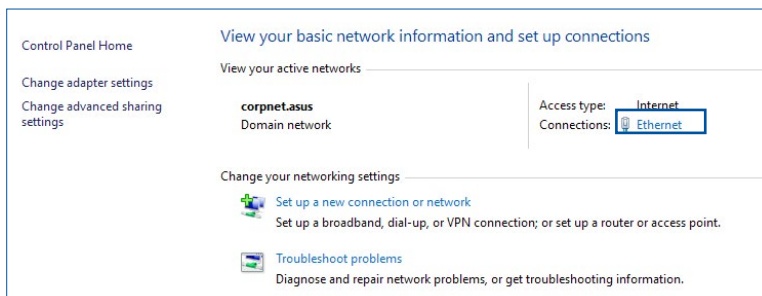 Control Panel Home
Change adapter settings
Change advanced sharing
settings
View your basic network information and set up connections
View your active networks
corpnet.asus
Domain network
Access type: Internet
Connections: Ethernet
Change your networking settings
Set up a new connection or network
Set up a broadband, dial-up, or VPN connection; or set up a router or access point.
Troubleshoot problems
Diagnose and repair network problems, or get troubleshooting information.